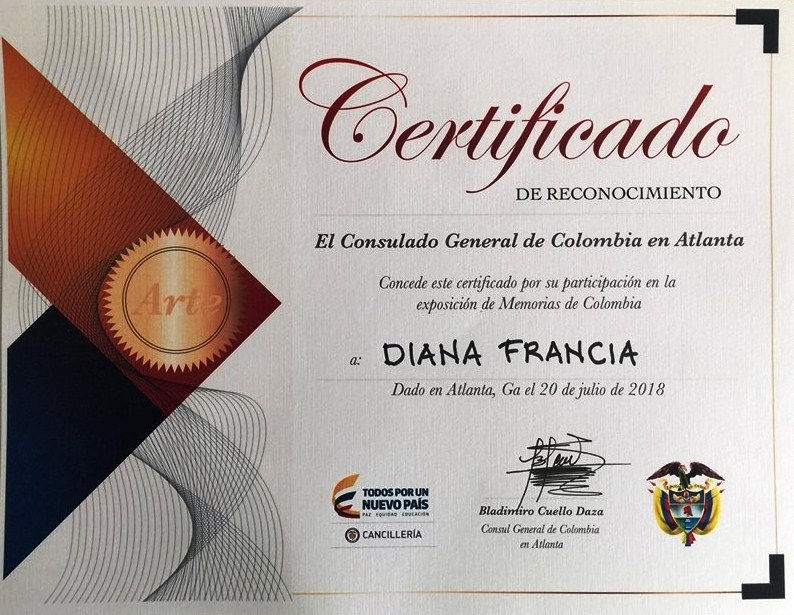 Certificado
DE RECONOCIMIENTO
El Consulado General de Colombia en Atlanta
Concede este certificado por su participación en la
exposición de Memorias de Colombia
a: DIANA FRANCIA
Dado en Atlanta, Ga el 20 de julio de 2018
Arte
TODOS POR UN
NUEVO PAÍS
PAZ EQUIDAD EDUCACIÓN
CANCILLERÍA
Bladimiro Cuello Daza
Consul General de Colombia
en Atlanta